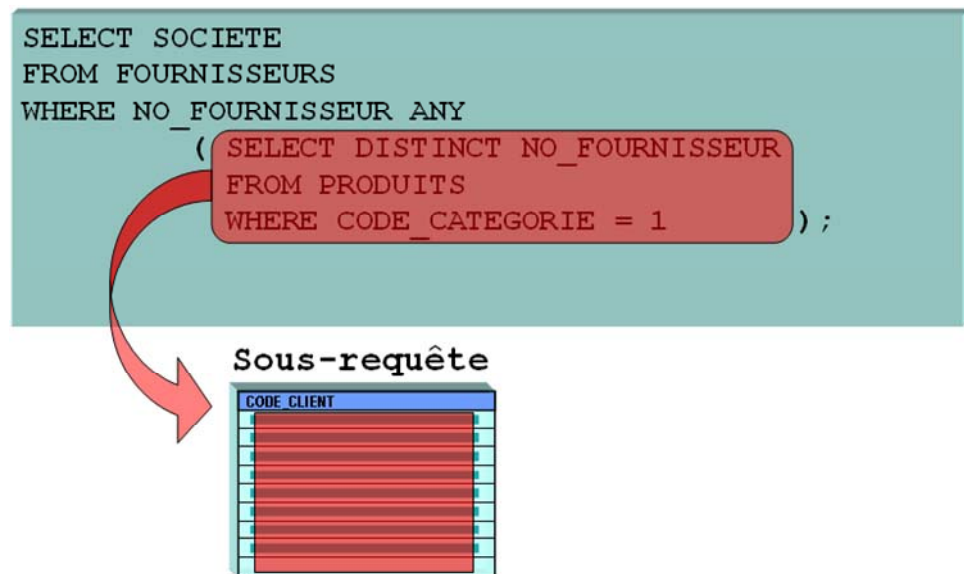 SELECT SOCIETE
FROM FOURNISSEURS
WHERE NO_FOURNISSEUR ANY
( SELECT DISTINCT NO_FOURNISSEUR
FROM PRODUITS
WHERE CODE_CATEGORIE = 1 );
Sous-requête
CODE_CLIENT